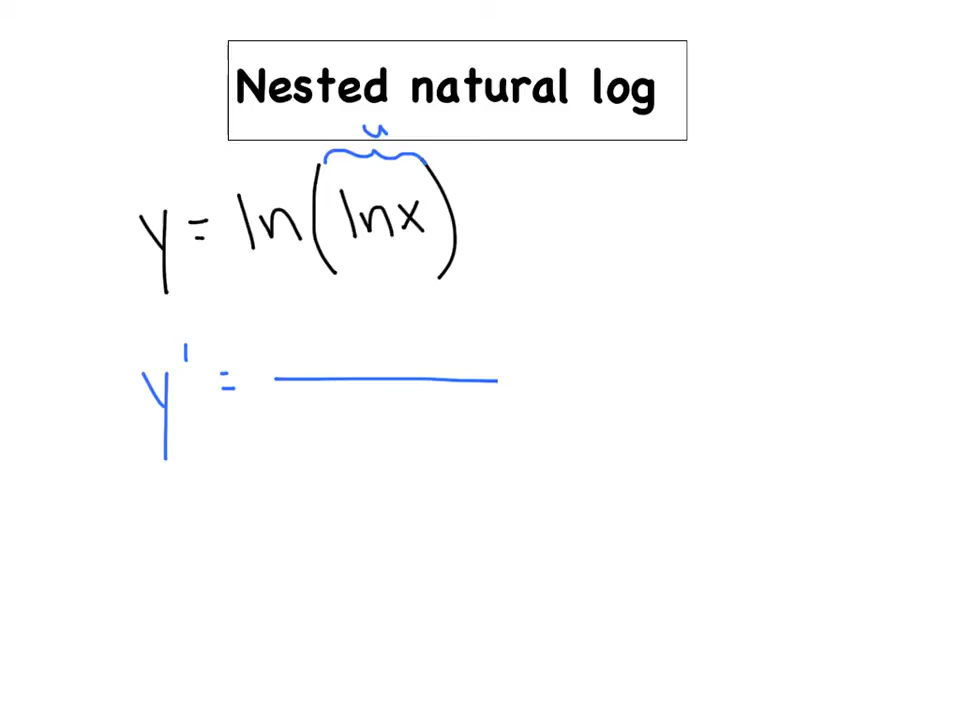 Nested natural log
u
y = ln(lnx)
y' =